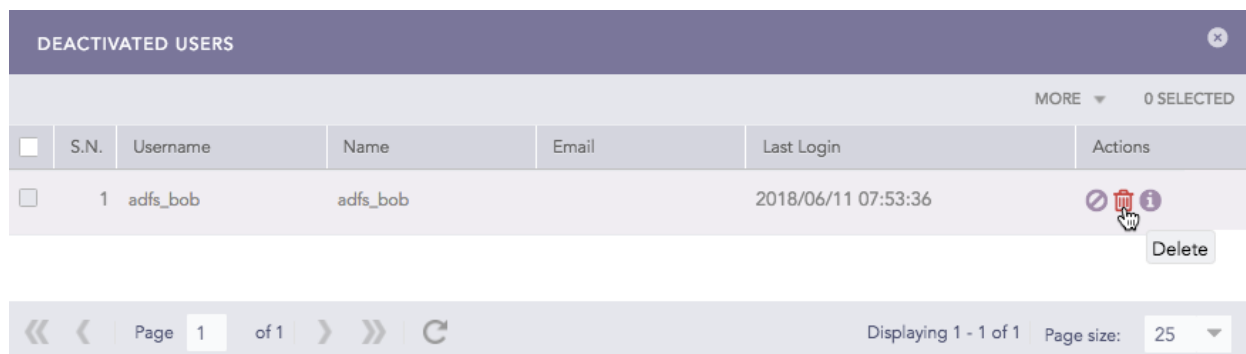 DEACTIVATED USERS
MORE 0 SELECTED
S.N. Username Name Email Last Login Actions
1 adfs_bob adfs_bob 2018/06/11 07:53:36
Delete
Page 1 of 1 Displaying 1 - 1 of 1 Page size: 25